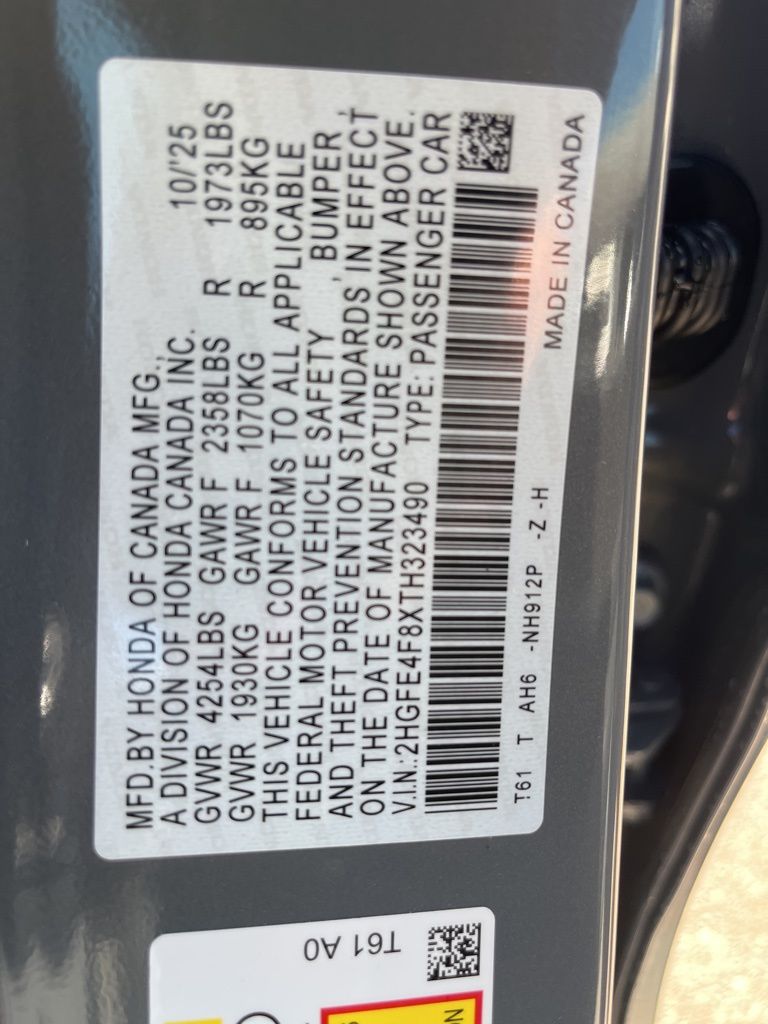 MFD.BY HONDA OF CANADA MFG., 10/'25
A DIVISION OF HONDA CANADA INC.
GVWR 4254LBS GAWR F 2358LBS R 1973LBS
GVWR 1930KG GAWR F 1070KG R 895KG
THIS VEHICLE CONFORMS TO ALL APPLICABLE
FEDERAL MOTOR VEHICLE SAFETY , BUMPER ,
AND THEFT PREVENTION STANDARDS IN EFFECT
ON THE DATE OF MANUFACTURE SHOWN ABOVE.
V.I.N.:2HGFE4F8XTH323490 TYPE: PASSENGER CAR
T61 T AH6 -NH912P -Z -H
MADE IN CANADA
T61 A0